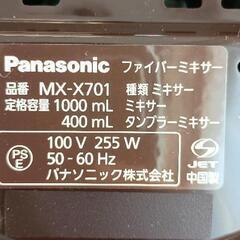 Panasonic ファイバーミキサー
品番 MX-X701 種類 ミキサー
定格容量 1000 mL ミキサー
400 mL タンブラーミキサー
100 V 255 W
50-60 Hz
パナソニック株式会社
PS
E
S
JET
中国製